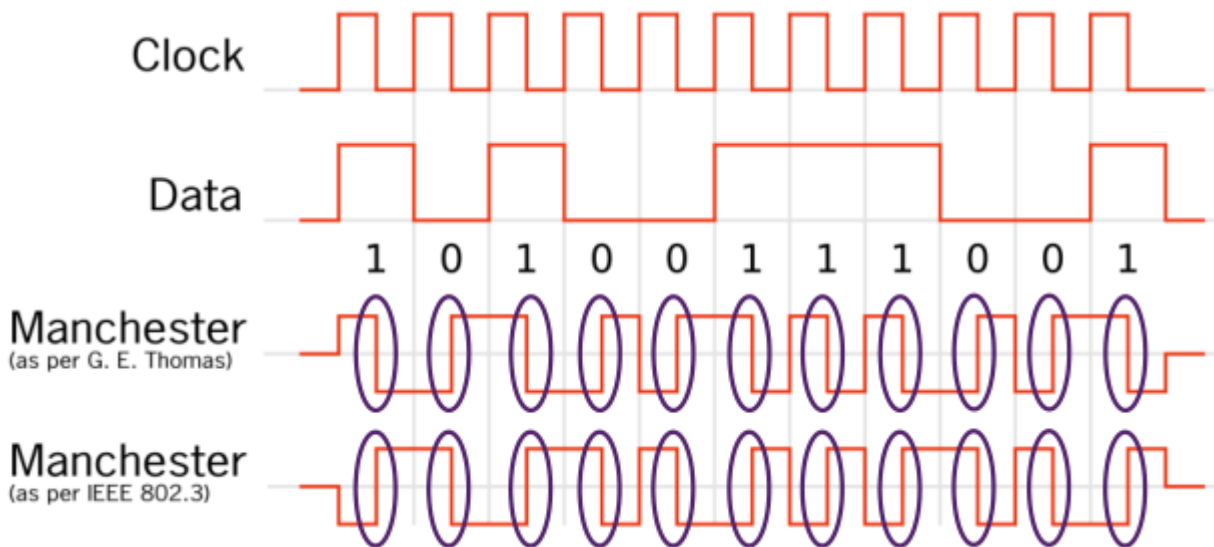 Clock
Data
1 0 1 0 0 1 1 1 0 0 1
Manchester
(as per G. E. Thomas)
Manchester
(as per IEEE 802.3)